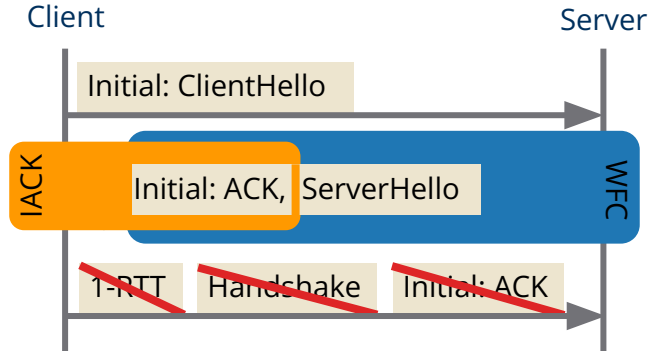 Client
Server
Initial: ClientHello
IACK
Initial: ACK, ServerHello
WFC
1-RTT Handshake Initial: ACK